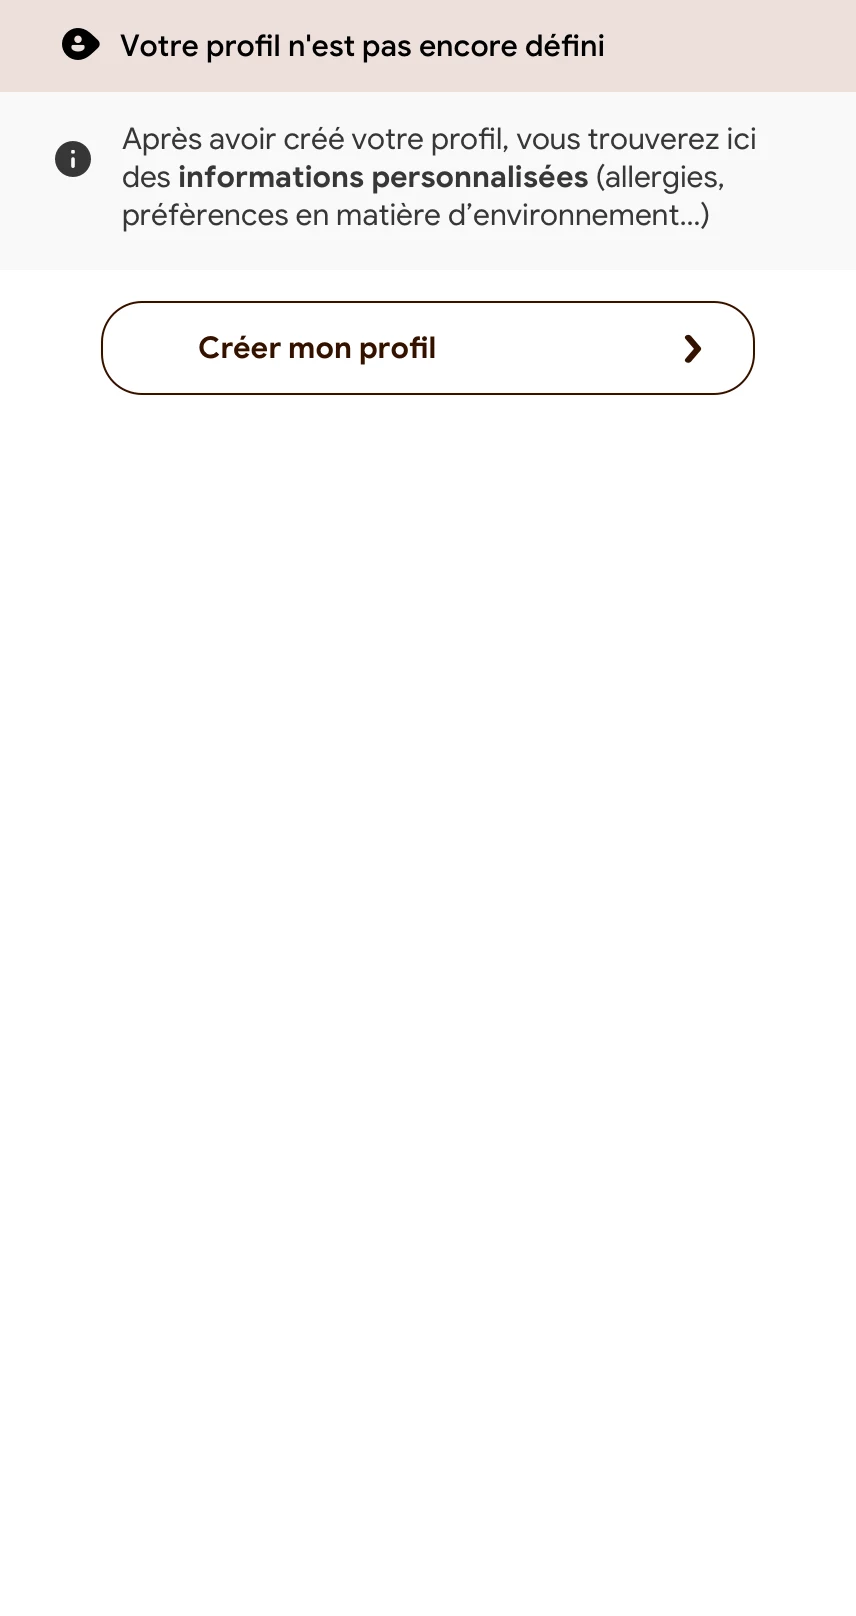 Votre profil n'est pas encore défini
Après avoir créé votre profil, vous trouverez ici
des informations personnalisées (allergies,
préfèrences en matière d’environnement...)
Créer mon profil